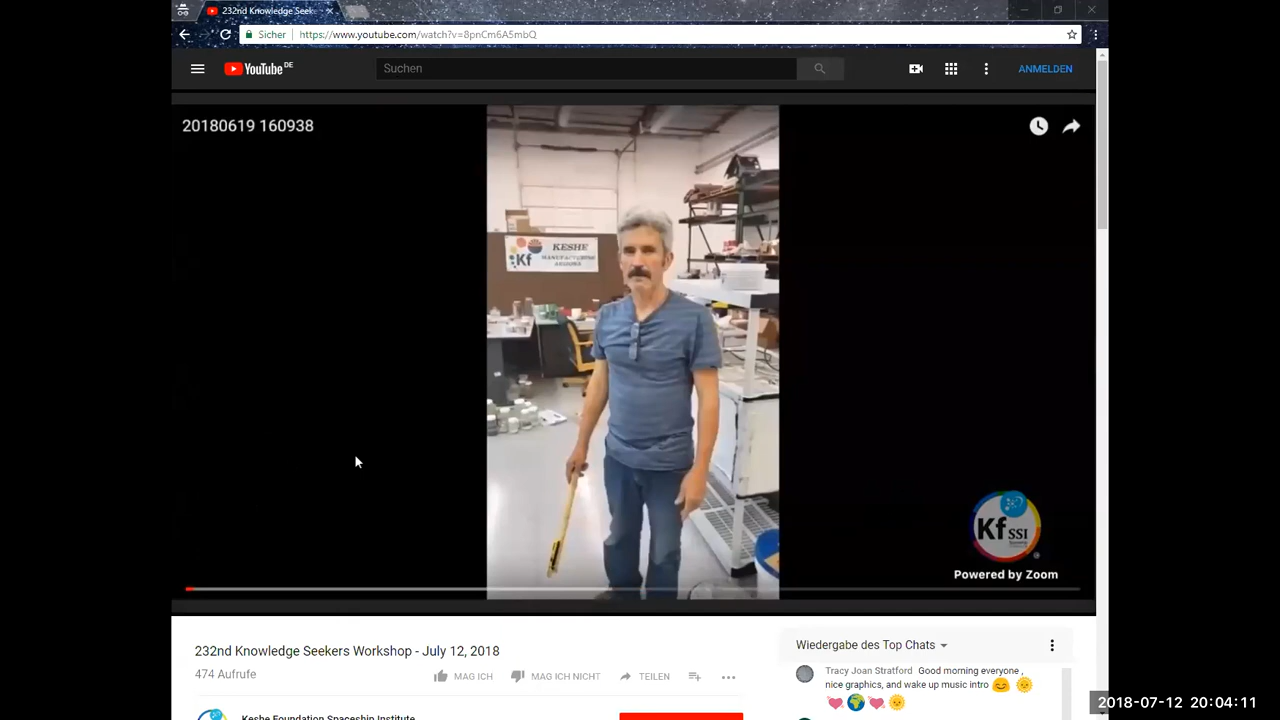 232nd Knowledge Seek
Sicher https://www.youtube.com/watch?v=8pnCm6A5mbQ
YouTube DE
Suchen
ANMELDEN
20180619 160938
KESHE
Kf
MANUFACTURING
ARIZONA
Kf SSI
Powered by Zoom
232nd Knowledge Seekers Workshop - July 12, 2018
474 Aufrufe
MAG ICH
MAG ICH NICHT
TEILEN
Wiedergabe des Top Chats
Tracy Joan Stratford Good morning everyone ,
nice graphics, and wake up music intro 😊 🌞
💘 🌍 💘 🌞
Keshe Foundation Spaceship Institute
2018-07-12 20:04:11